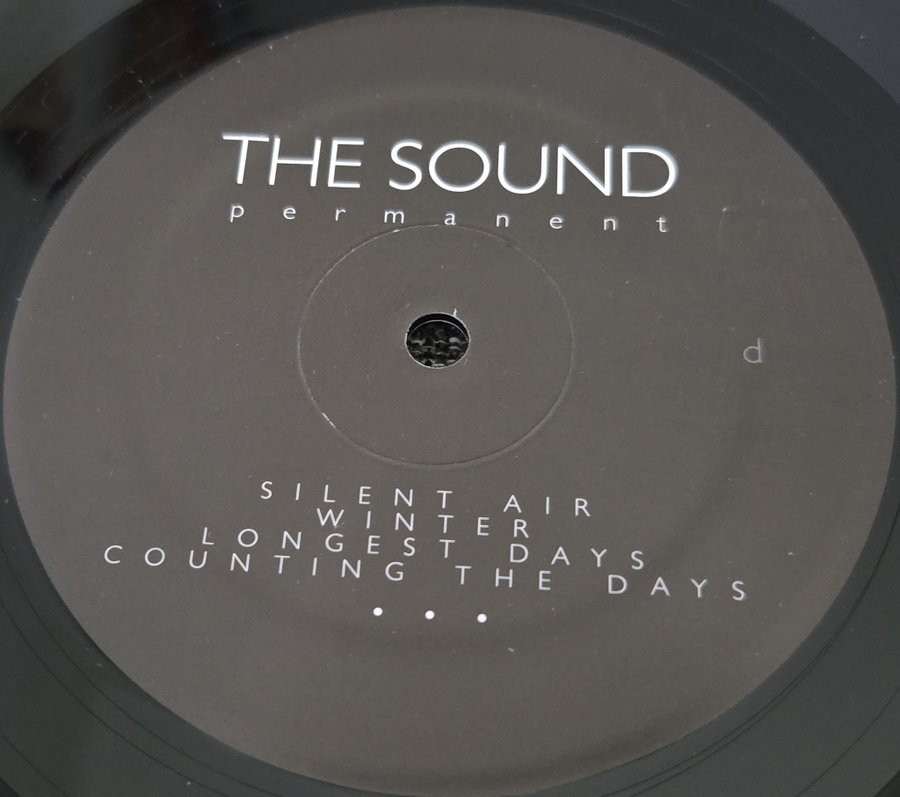 THE SOUND
permanent
d
SILENT AIR
WINTER
LONGEST DAYS
COUNTING THE DAYS
...